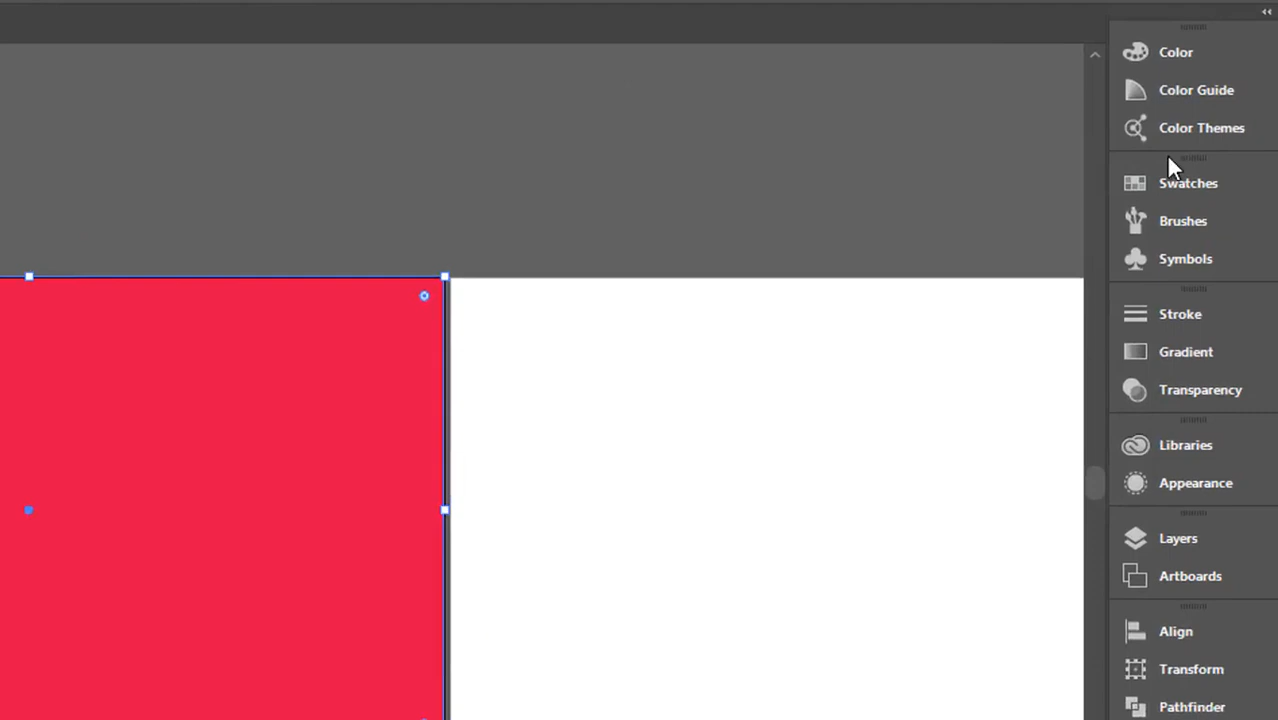 Color
Color Guide
Color Themes
Swatches
Brushes
Symbols
Stroke
Gradient
Transparency
Libraries
Appearance
Layers
Artboards
Align
Transform
Pathfinder